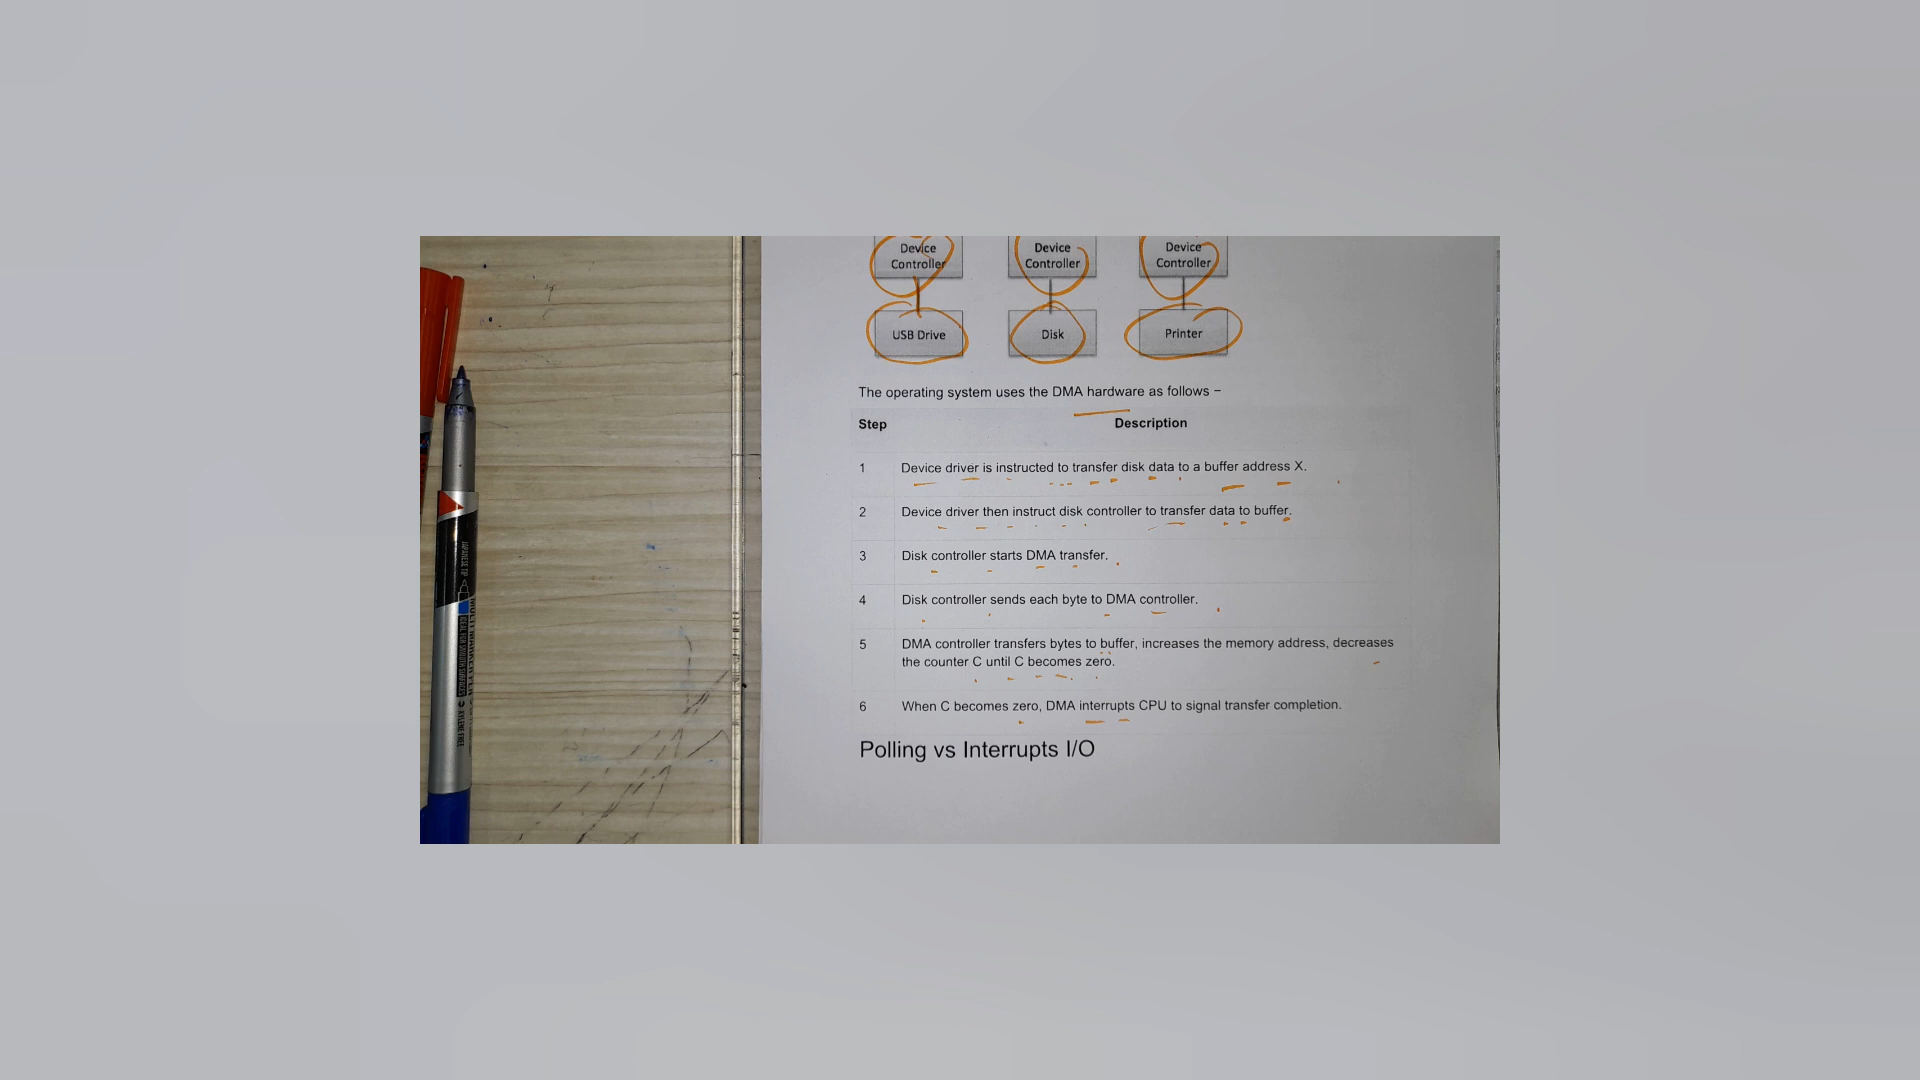 Device Device Device
Controller Controller Controller
USB Drive Disk Printer
The operating system uses the DMA hardware as follows –
Step Description
1 Device driver is instructed to transfer disk data to a buffer address X.
2 Device driver then instruct disk controller to transfer data to buffer.
3 Disk controller starts DMA transfer.
4 Disk controller sends each byte to DMA controller.
5 DMA controller transfers bytes to buffer, increases the memory address, decreases
the counter C until C becomes zero.
6 When C becomes zero, DMA interrupts CPU to signal transfer completion.
Polling vs Interrupts I/O
JAPANESE TIP